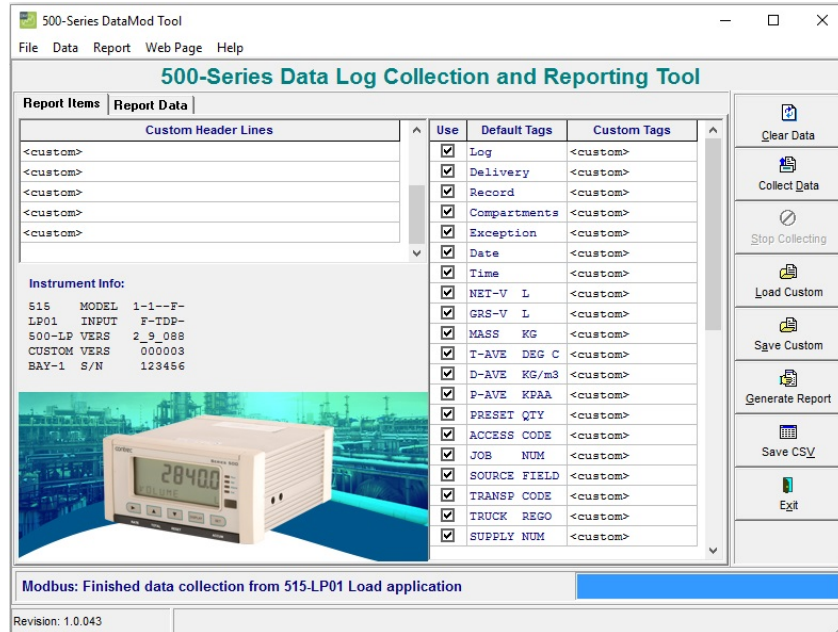 500-Series DataMod Tool
File Data Report Web Page Help
500-Series Data Log Collection and Reporting Tool
Report Items Report Data
Custom Header Lines
<custom>
<custom>
<custom>
<custom>
<custom>
Instrument Info:
515 MODEL 1-1--F-
LP01 INPUT F-TDP-
500-LP VERS 2_9_088
CUSTOM VERS 000003
BAY-1 S/N 123456
contrec
Series 500
2840.0
VOLUME L
Use Default Tags Custom Tags
Log <custom>
Delivery <custom>
Record <custom>
Compartments <custom>
Exception <custom>
Date <custom>
Time <custom>
NET-V L <custom>
GRS-V L <custom>
MASS KG <custom>
T-AVE DEG C <custom>
D-AVE KG/m3 <custom>
P-AVE KPAA <custom>
PRESET QTY <custom>
ACCESS CODE <custom>
JOB NUM <custom>
SOURCE FIELD <custom>
TRANSP CODE <custom>
TRUCK REGO <custom>
SUPPLY NUM <custom>
Clear Data
Collect Data
Stop Collecting
Load Custom
Save Custom
Generate Report
Save CSV
Exit
Modbus: Finished data collection from 515-LP01 Load application
Revision: 1.0.043